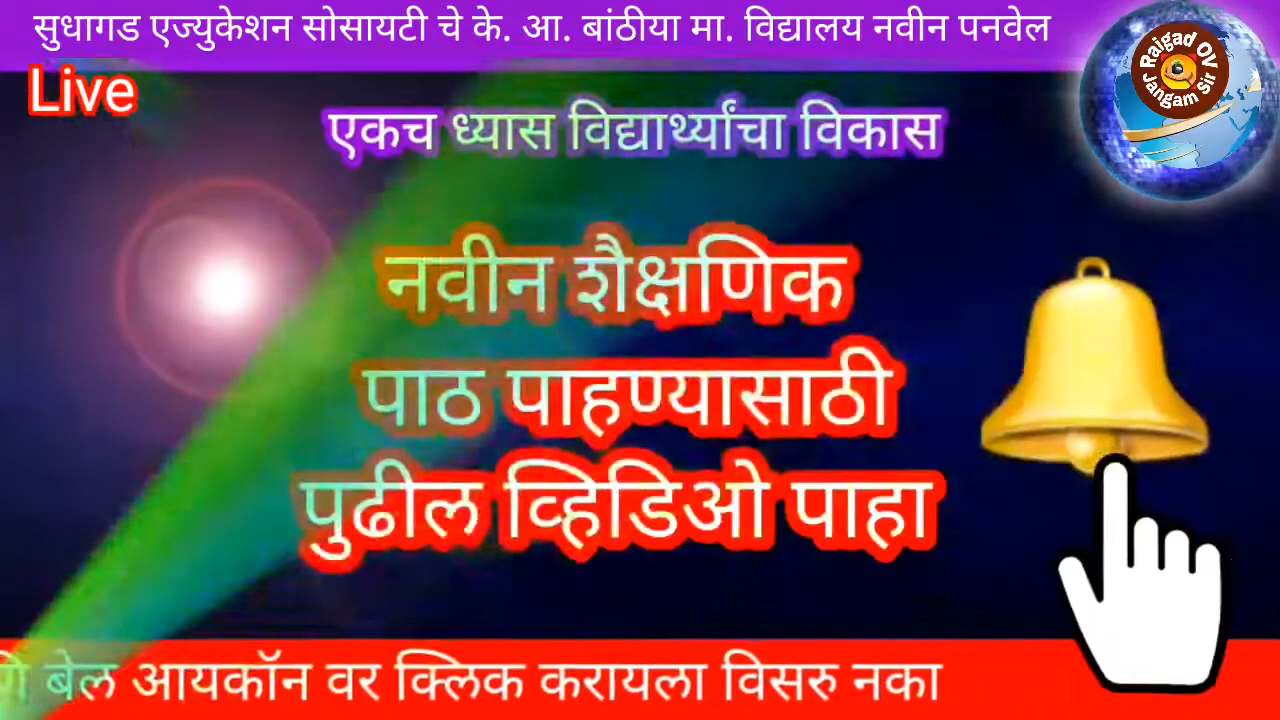 सुधागड एज्युकेशन सोसायटी चे के. आ. बांठीया मा. विद्यालय नवीन पनवेल
Live
Raigad OV
Jangam Sir
एकच ध्यास विद्यार्थ्यांचा विकास
नवीन शैक्षणिक
पाठ पाहण्यासाठी
पुढील व्हिडिओ पाहा
बेल आयकॉन वर क्लिक करायला विसरु नका